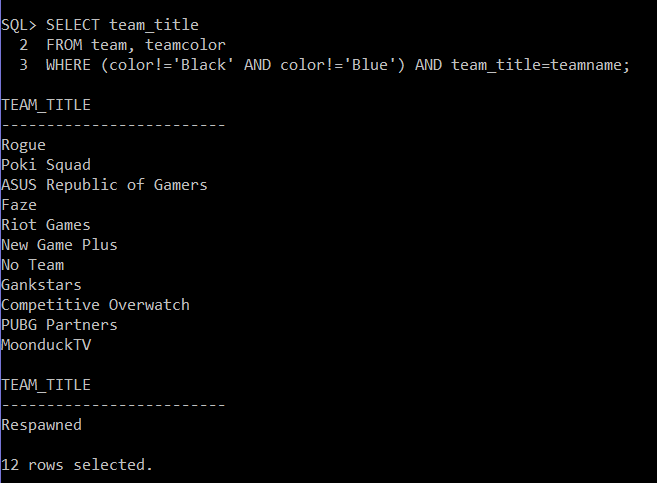 SQL> SELECT team_title
  2  FROM team, teamcolor
  3  WHERE (color!='Black' AND color!='Blue') AND team_title=teamname;
TEAM_TITLE
-------------------------
Rogue
Poki Squad
ASUS Republic of Gamers
Faze
Riot Games
New Game Plus
No Team
Gankstars
Competitive Overwatch
PUBG Partners
MoonduckTV
TEAM_TITLE
-------------------------
Respawned
12 rows selected.